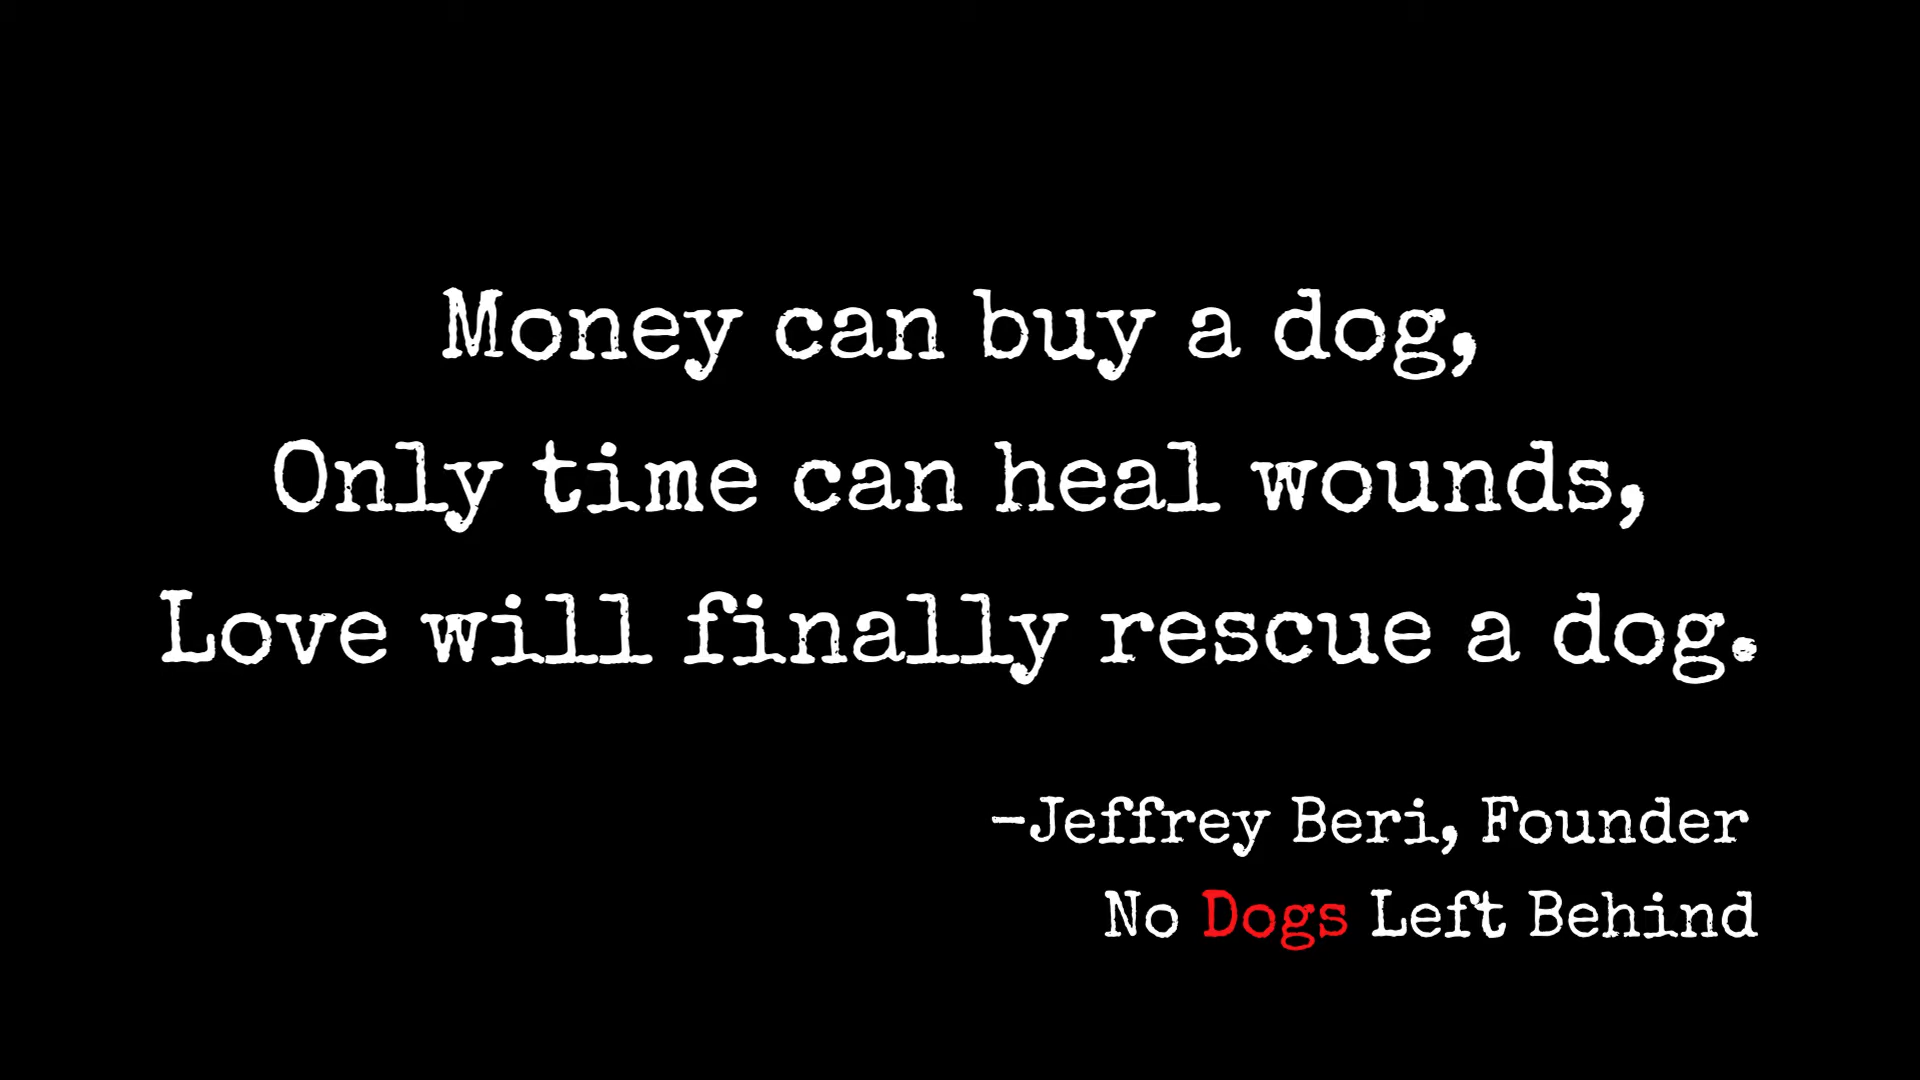 Money can buy a dog,
Only time can heal wounds,
Love will finally rescue a dog.
-Jeffrey Beri, Founder
No Dogs Left Behind